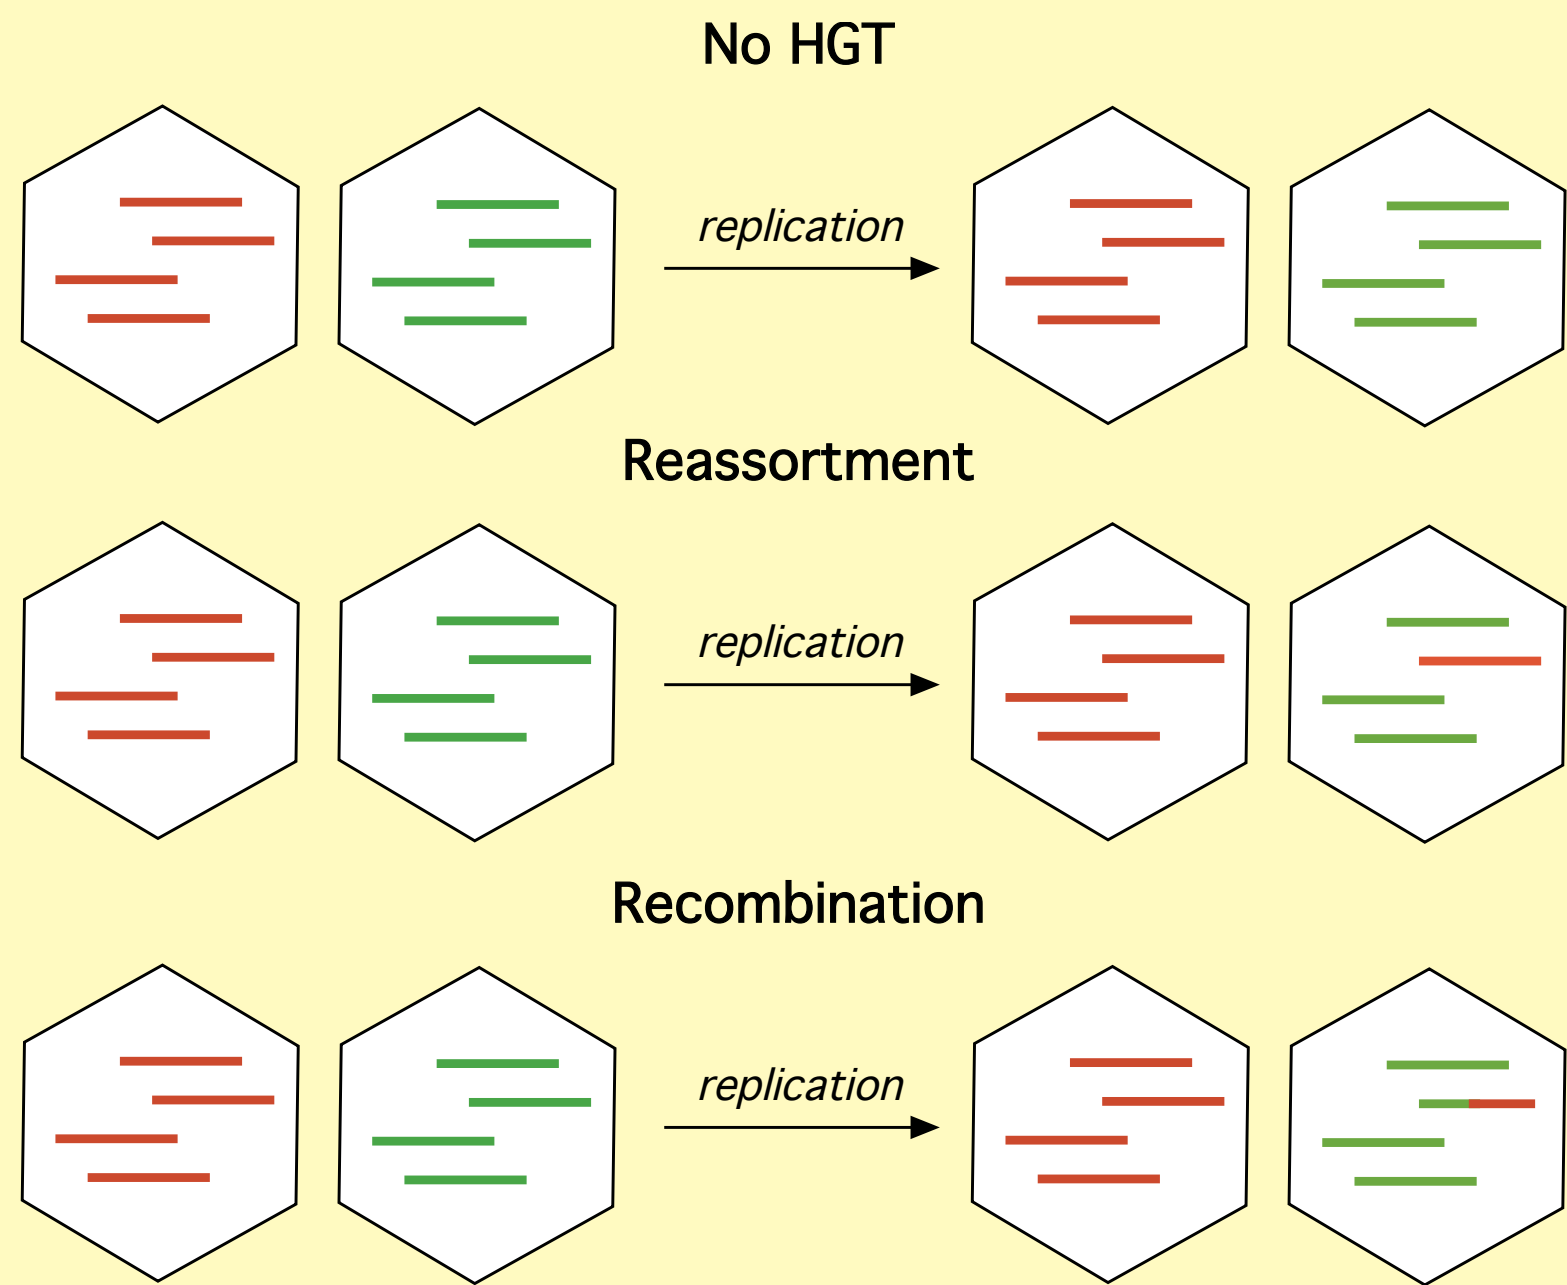 No HGT
replication
Reassortment
replication
Recombination
replication